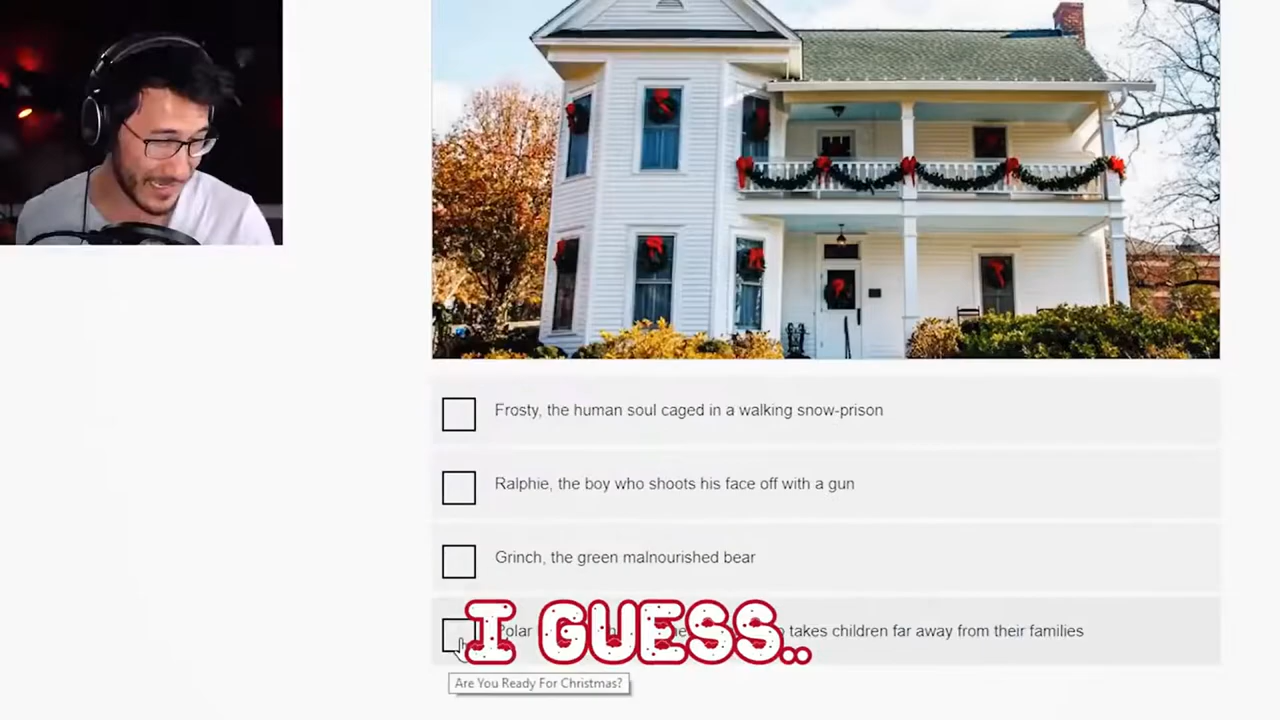 Frosty, the human soul caged in a walking snow-prison
Ralphie, the boy who shoots his face off with a gun
Grinch, the green malnourished bear
I GUESS..
Polar takes children far away from their families
Are You Ready For Christmas?